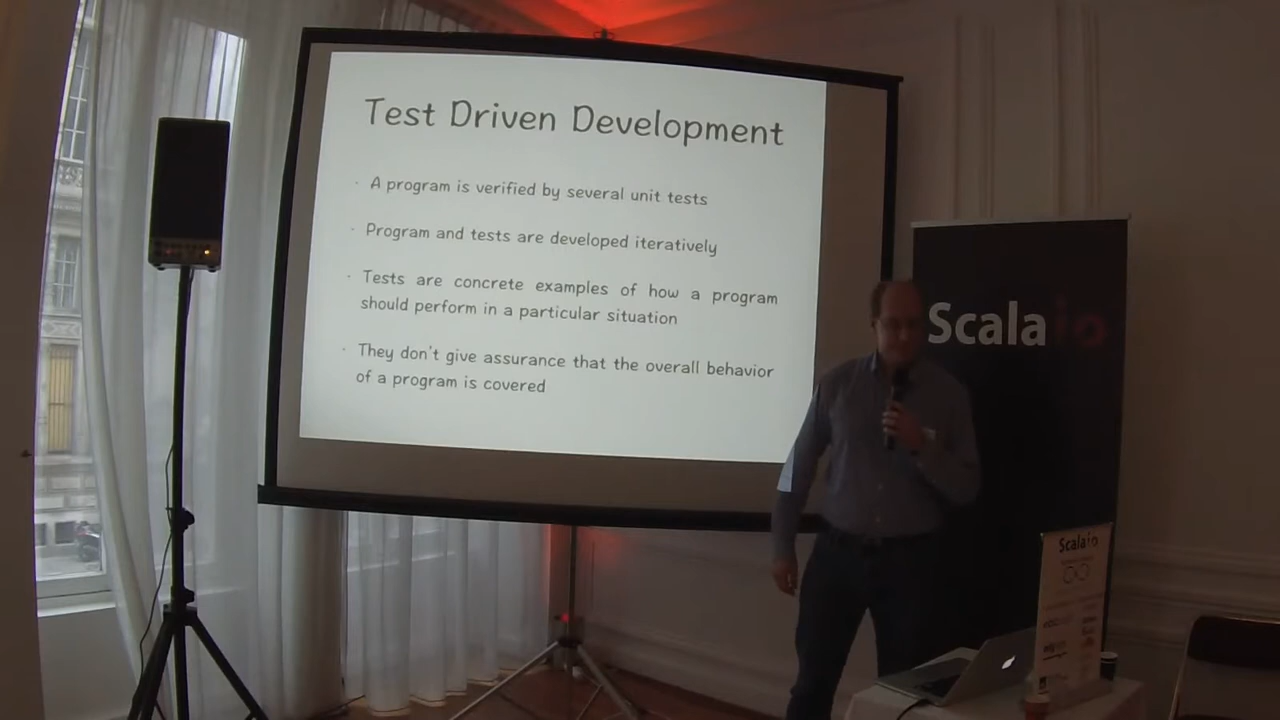 Test Driven Development
· A program is verified by several unit tests
· Program and tests are developed iteratively
· Tests are concrete examples of how a program
should perform in a particular situation
· They don't give assurance that the overall behavior
of a program is covered
Scala io
Scala io